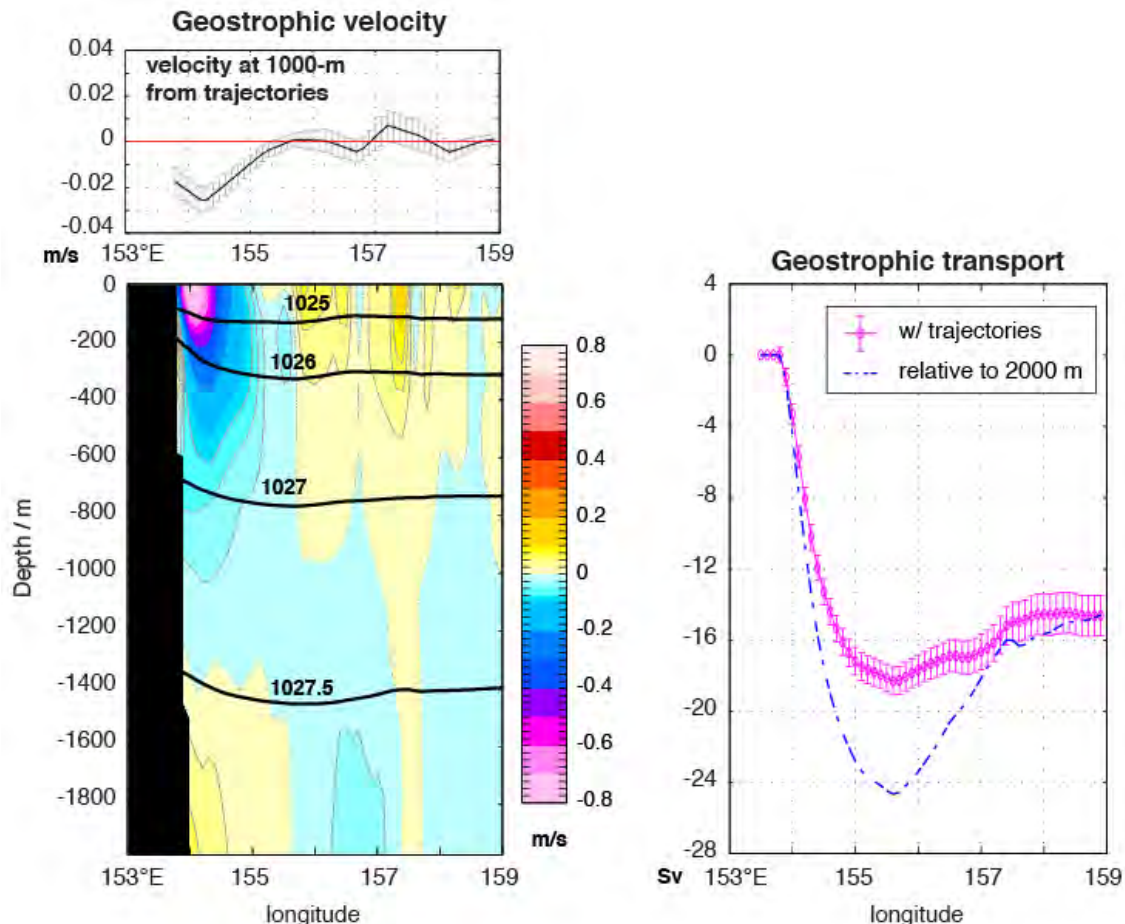 Geostrophic velocity
0.04
0.02
0
-0.02
-0.04
velocity at 1000-m
from trajectories
m/s
153°E 155 157 159
0
-200
-400
-600
-800
-1000
-1200
-1400
-1600
-1800
Depth / m
1025
1026
1027
1027.5
153°E 155 157 159
longitude
0.8
0.6
0.4
0.2
0
-0.2
-0.4
-0.6
-0.8
m/s
Geostrophic transport
4
0
-4
-8
-12
-16
-20
-24
-28
w/ trajectories
relative to 2000 m
Sv
153°E 155 157 159
longitude